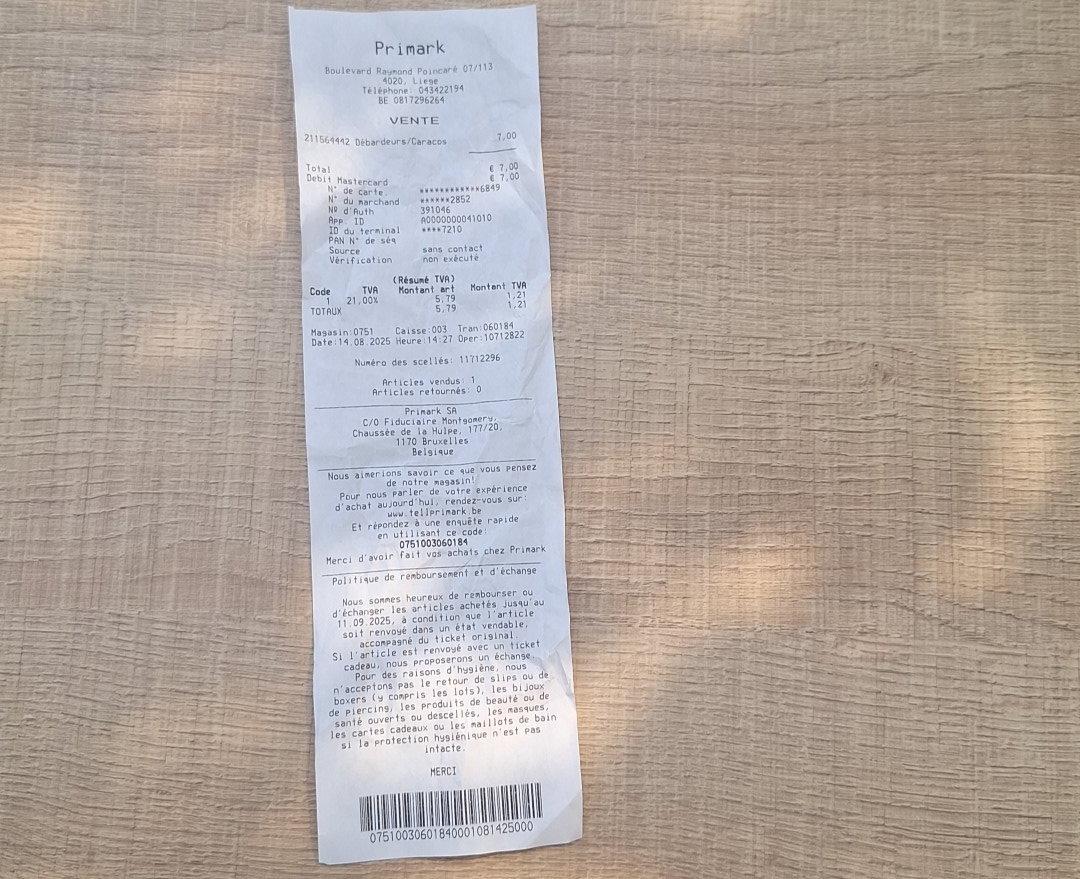 Primark
Boulevard Raymond Poincaré 07/113
4020, Liege
Téléphone: 043422194
BE 0817296264
VENTE
211564442 Débardeurs/Caracos 7,00
Total € 7,00
Debit Mastercard € 7,00
N° de carte. ************6849
N° du marchand ******2852
Nº d'Auth 391046
App. ID A0000000041010
ID du terminal ****7210
PAN N° de séq
Source sans contact
Vérification non exécuté
(Résumé TVA)
Code TVA Montant art Montant TVA
1 21,00% 5,79 1,21
TOTAUX 5,79 1,21
Magasin:0751 Caisse:003 Tran:060184
Date:14.08.2025 Heure:14:27 Oper:10712822
Numéro des scellés: 11712296
Articles vendus: 1
Articles retournés: 0
Primark SA
C/O Fiduciaire Montgomery,
Chaussée de la Hulpe, 177/20,
1170 Bruxelles
Belgique
Nous aimerions savoir ce que vous pensez
de notre magasin!
Pour nous parler de votre expérience
d'achat aujourd'hui, rendez-vous sur:
www.tellprimark.be
Et répondez à une enquête rapide
en utilisant ce code:
0751003060184
Merci d'avoir fait vos achats chez Primark
Politique de remboursement et d'échange
Nous sommes heureux de rembourser ou
d'échanger les articles achetés jusqu'au
11.09.2025, à condition que l'article
soit renvoyé dans un état vendable,
accompagné du ticket original.
Si l'article est renvoyé avec un ticket
cadeau, nous proposerons un échange.
Pour des raisons d'hygiène, nous
n'acceptons pas le retour de slips ou de
boxers (y compris les lots), les bijoux
de piercing, les produits de beauté ou de
santé ouverts ou descellés, les masques,
les cartes cadeaux ou les maillots de bain
si la protection hygiénique n'est pas
intacte.
MERCI
07510030601840001081425000